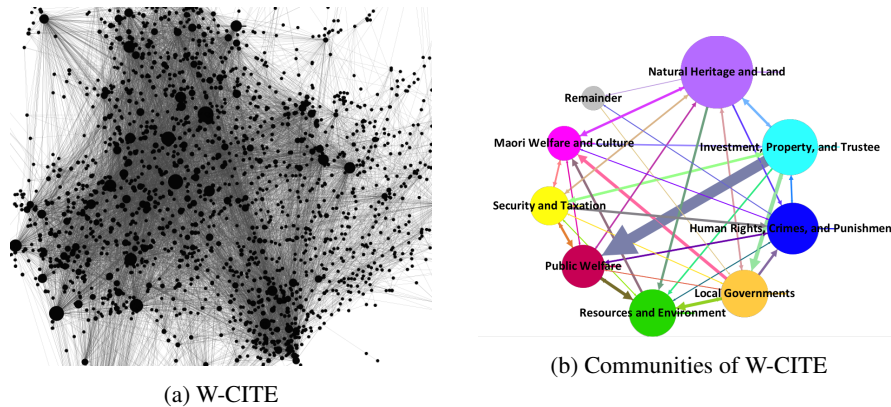 Natural Heritage and Land
Remainder
Maori Welfare and Culture
Investment, Property, and Trustee
Security and Taxation
Human Rights, Crimes, and Punishmen
Public Welfare
Local Governments
Resources and Environment
(a) W-CITE
(b) Communities of W-CITE